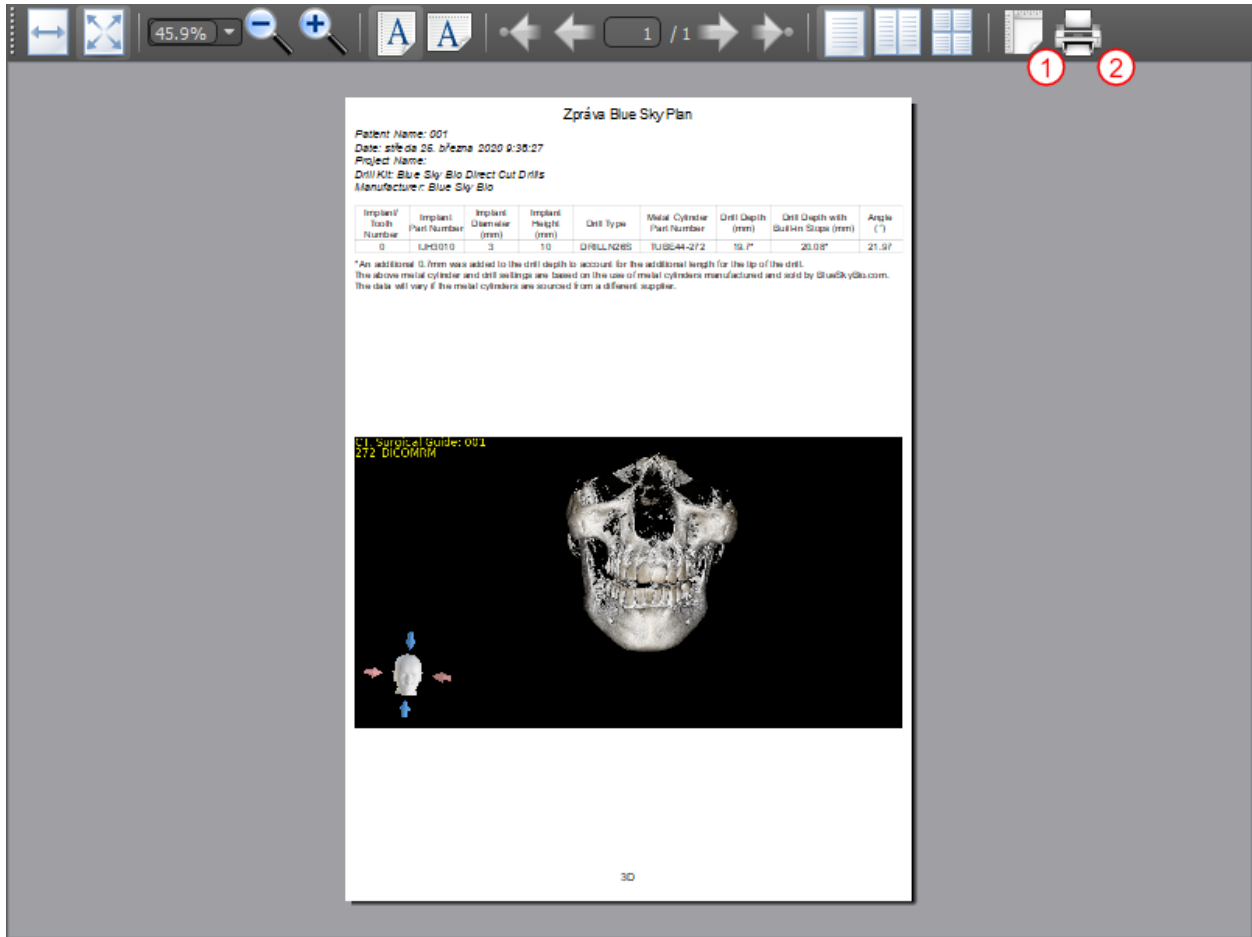 45.9%
A
A
1 / 1
1
2
Zpráva Blue Sky Plan
Patient Name: 001
Date: středa 26. března 2020 9:36:27
Project Name:
Drill Kit: Blue Sky Bio Direct Cut Drills
Manufacturer: Blue Sky Bio
Implant/ Tooth Number Implant Part Number Implant Diameter (mm) Implant Height (mm) Drill Type Metal Cylinder Part Number Drill Depth (mm) Drill Depth with Built-in Stops (mm) Angle (°)
0 IJH3010 3 10 DRILLN26S TUBE44-272 19.7* 20.08* 21.97
*An additional 0.7mm was added to the drill depth to account for the additional length for the tip of the drill.
The above metal cylinder and drill settings are based on the use of metal cylinders manufactured and sold by BlueSkyBio.com.
The data will vary if the metal cylinders are sourced from a different supplier.
CT. Surgical Guide: 001
272 DICOMRM
3D